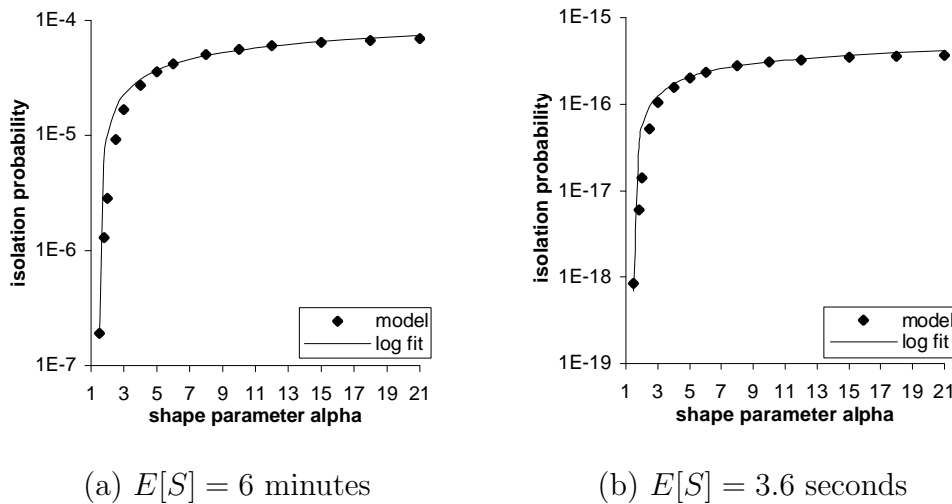 1E-4
1E-5
1E-6
1E-7
isolation probability
model
log fit
1 3 5 7 9 11 13 15 17 19 21
shape parameter alpha
(a) E[S] = 6 minutes
1E-15
1E-16
1E-17
1E-18
1E-19
isolation probability
model
log fit
1 3 5 7 9 11 13 15 17 19 21
shape parameter alpha
(b) E[S] = 3.6 seconds